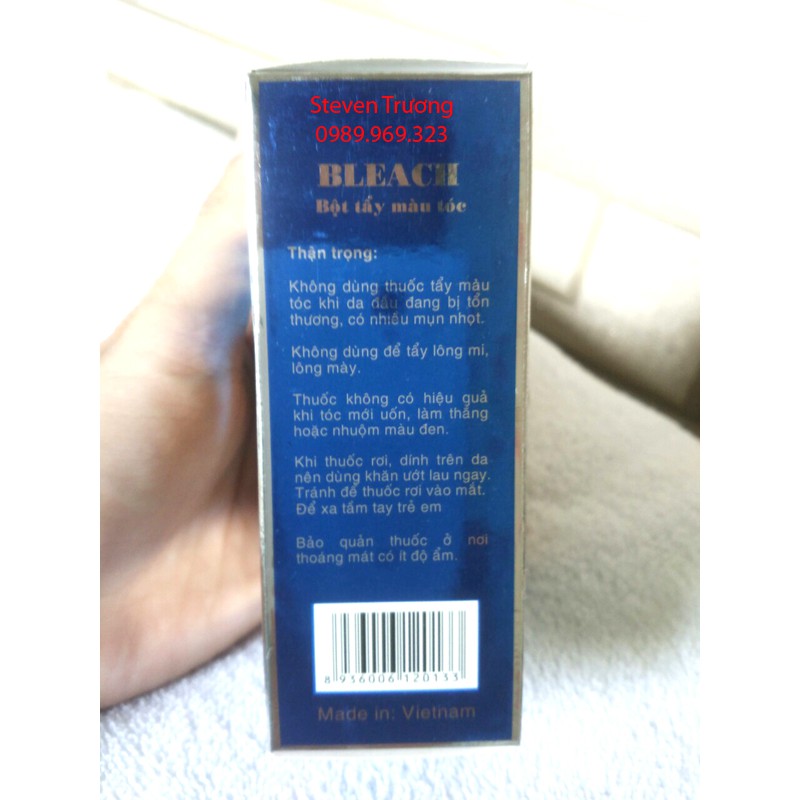 Steven Trương
0989.969.323
BLEACH
Bột tẩy màu tóc
Thận trọng:
Không dùng thuốc tẩy màu
tóc khi da đầu đang bị tổn
thương, có nhiều mụn nhọt.
Không dùng để tẩy lông mi,
lông mày.
Thuốc không có hiệu quả
khi tóc mới uốn, làm thẳng
hoặc nhuộm màu đen.
Khi thuốc rơi, dính trên da
nên dùng khăn ướt lau ngay.
Tránh để thuốc rơi vào mắt.
Để xa tầm tay trẻ em
Bảo quản thuốc ở nơi
thoáng mát có ít độ ẩm.
8 936006 120133
Made in: Vietnam